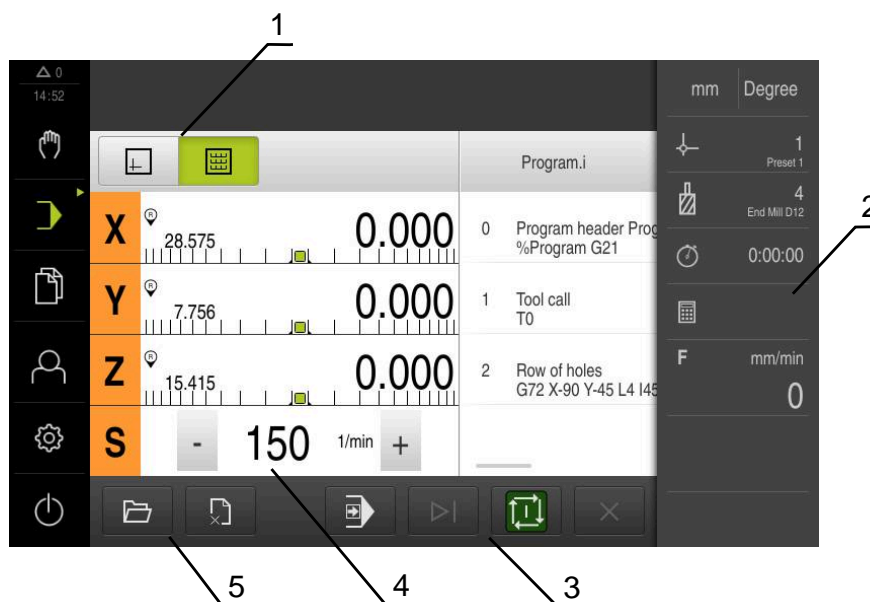 1
0
14:52
mm Degree
1
Preset 1
Program.i
4
End Mill D12
2
X R 28.575 0.000
0 Program header Prog
%Program G21
0:00:00
Y R 7.756 0.000
1 Tool call
T0
Z R 15.415 0.000
2 Row of holes
G72 X-90 Y-45 L4 I45
F mm/min
0
S - 150 1/min +
I
5 4 3